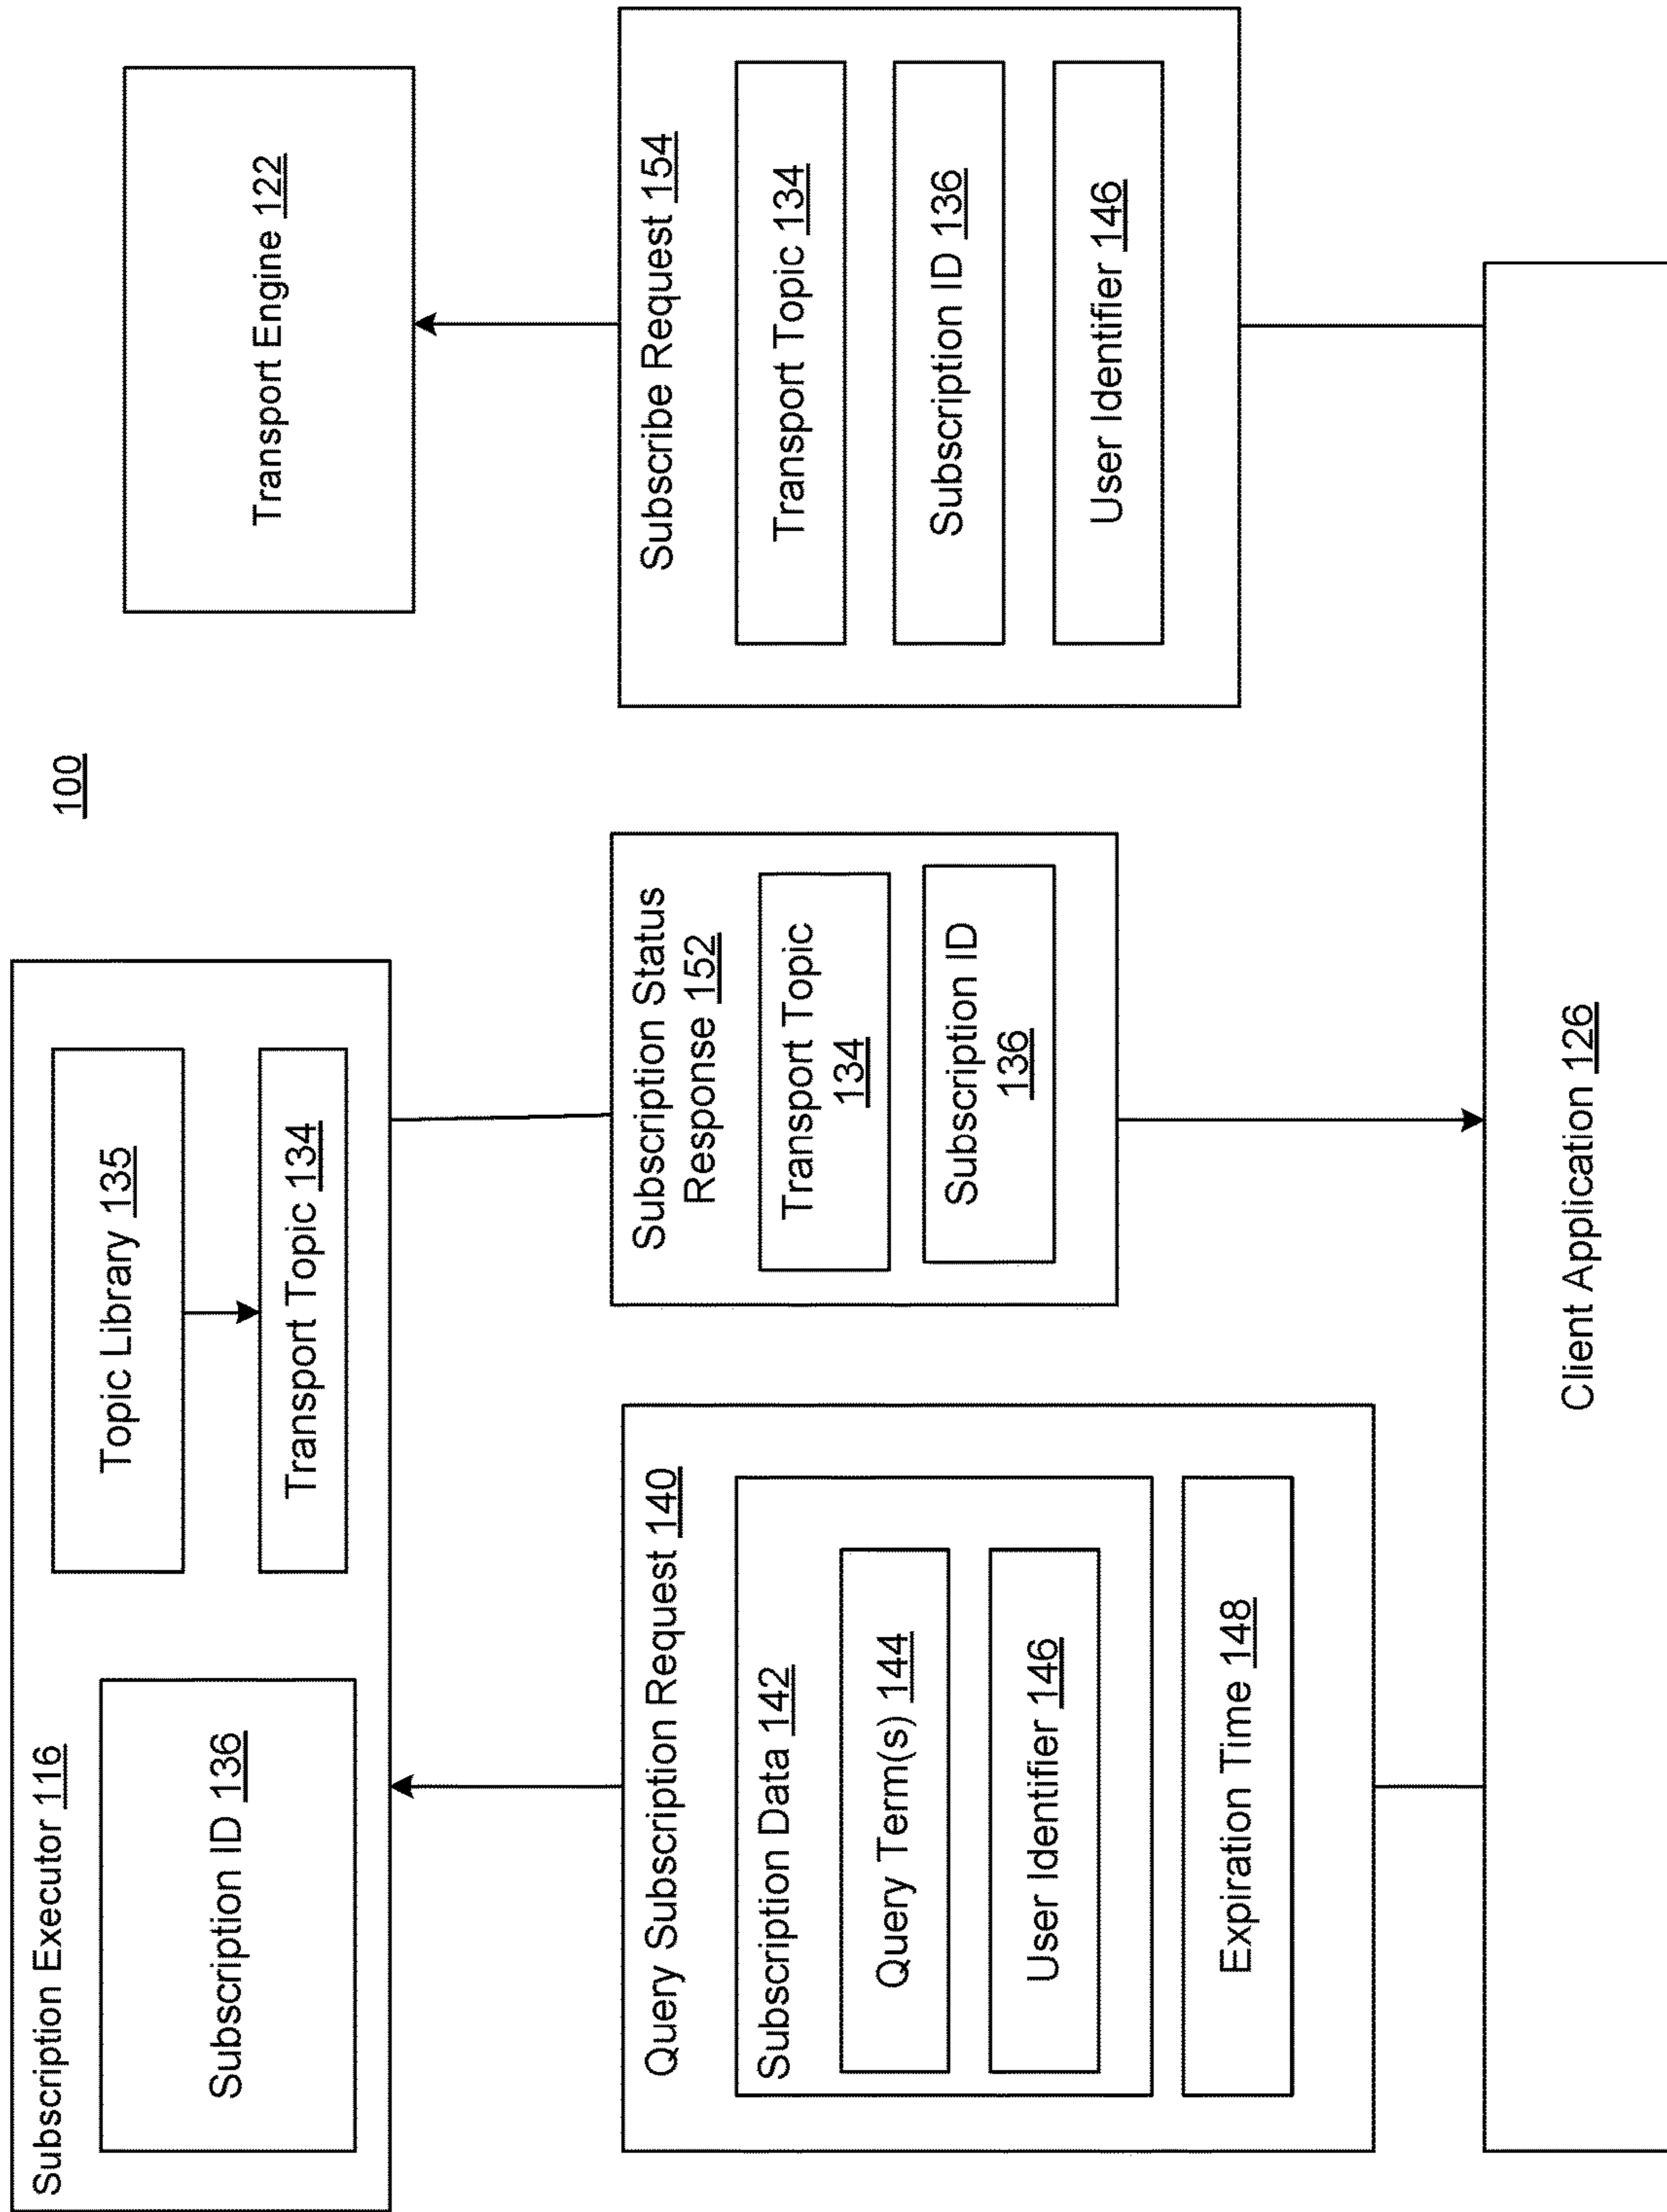 100
Subscription Executor 116
Subscription ID 136
Topic Library 135
Transport Topic 134
Transport Engine 122
Query Subscription Request 140
Subscription Data 142
Query Term(s) 144
User Identifier 146
Expiration Time 148
Subscription Status
Response 152
Transport Topic
134
Subscription ID
136
Subscribe Request 154
Transport Topic 134
Subscription ID 136
User Identifier 146
Client Application 126